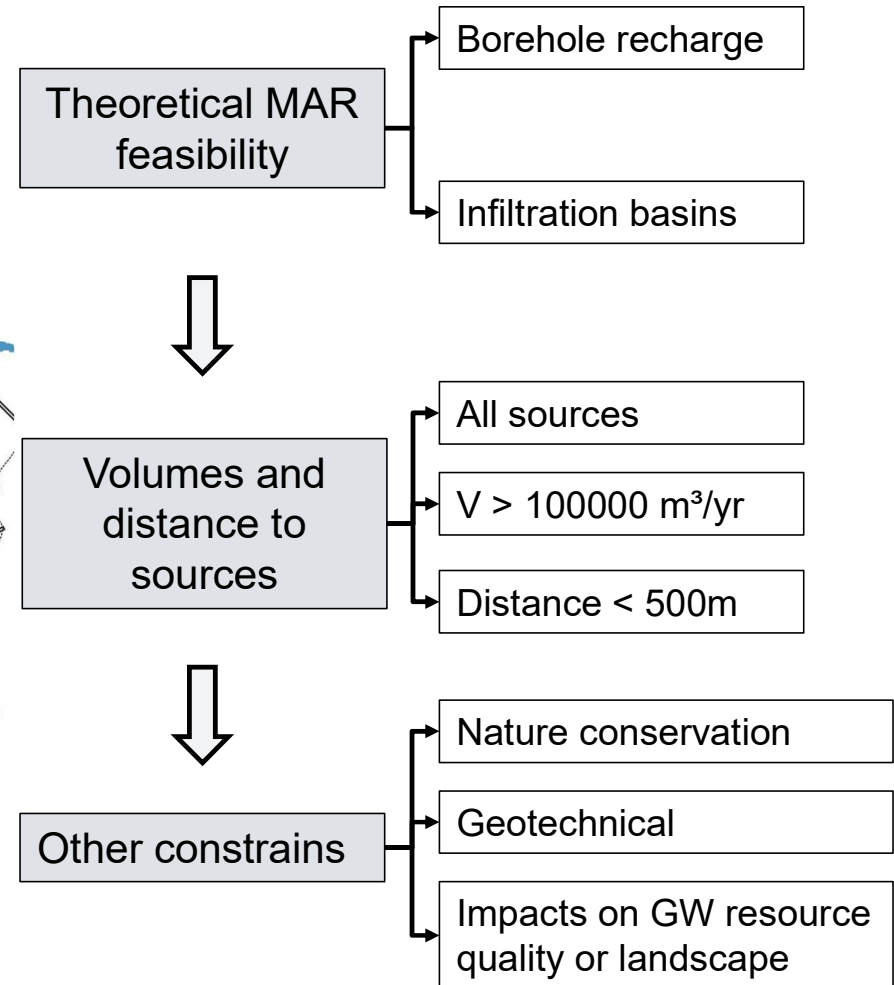 Borehole recharge
Theoretical MAR
feasibility
Infiltration basins
All sources
Volumes and
distance to
sources
V > 100000 m³/yr
Distance < 500m
Nature conservation
Other constrains
Geotechnical
Impacts on GW resource
quality or landscape